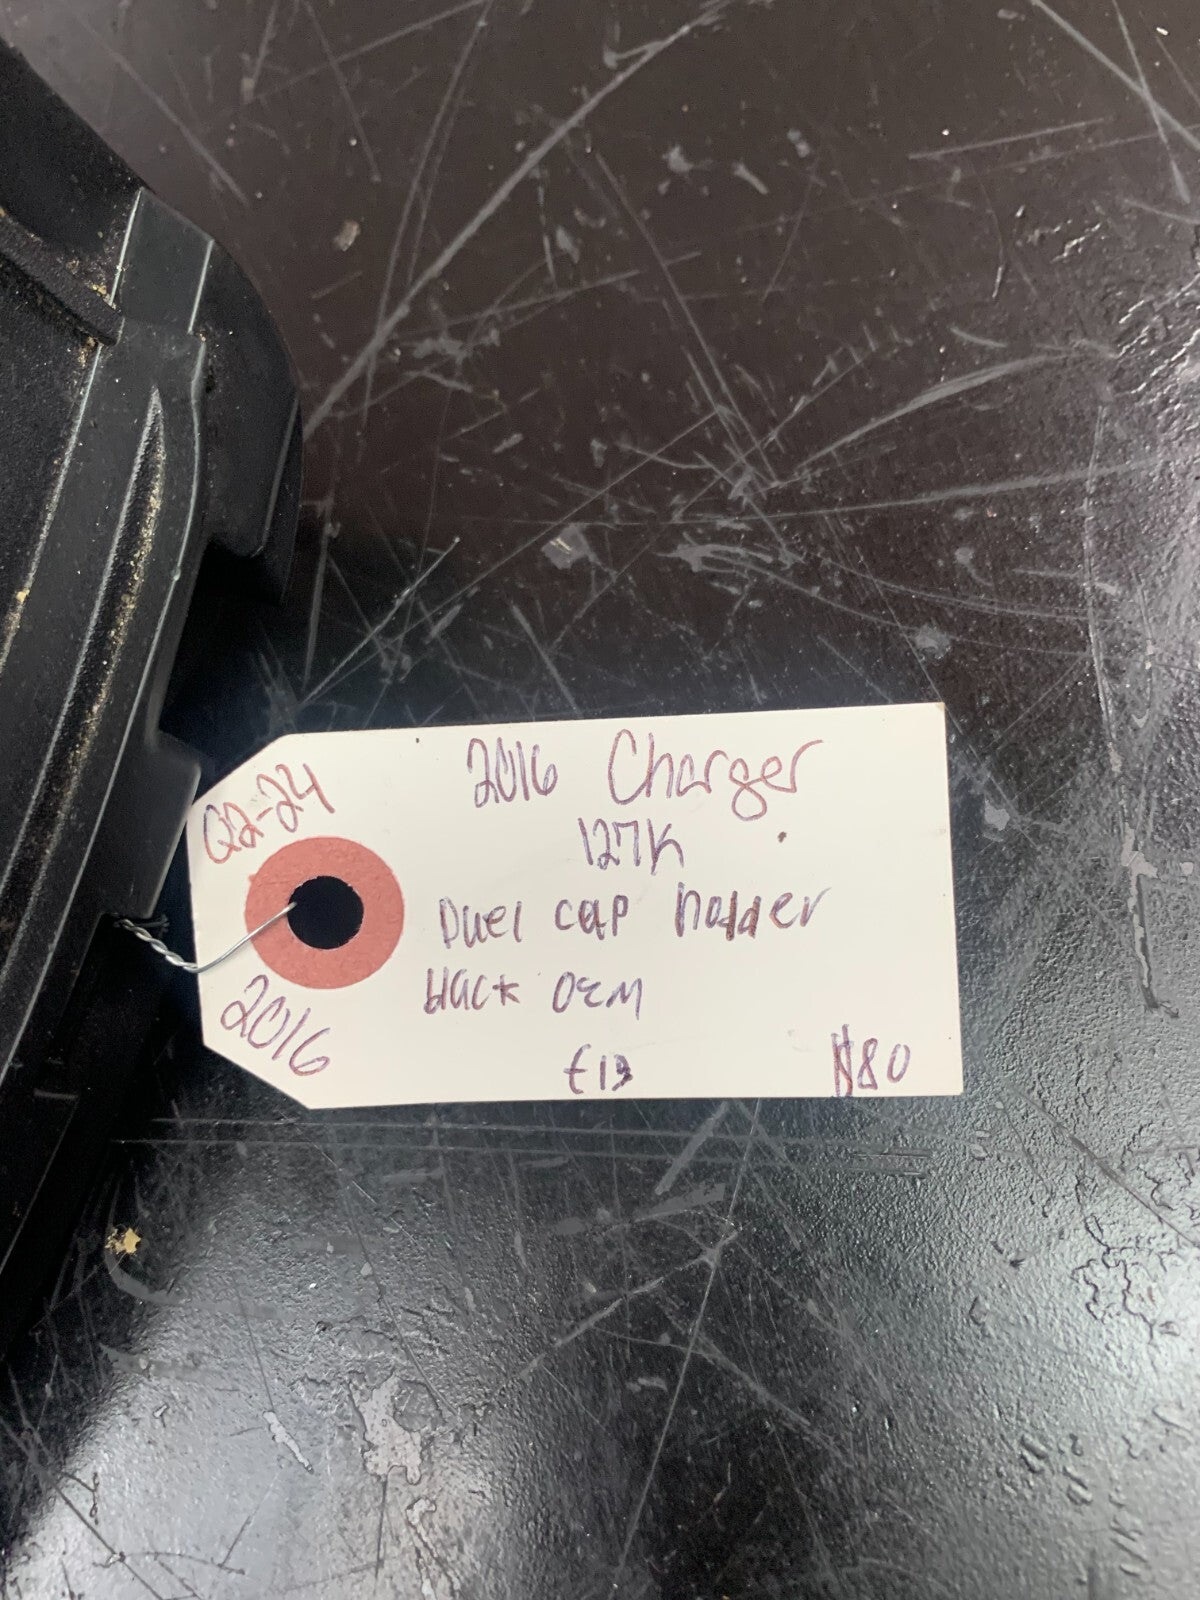 Q2-24
2016 Charger
127K
Duel cap holder
black OEM
2016
E13
$80